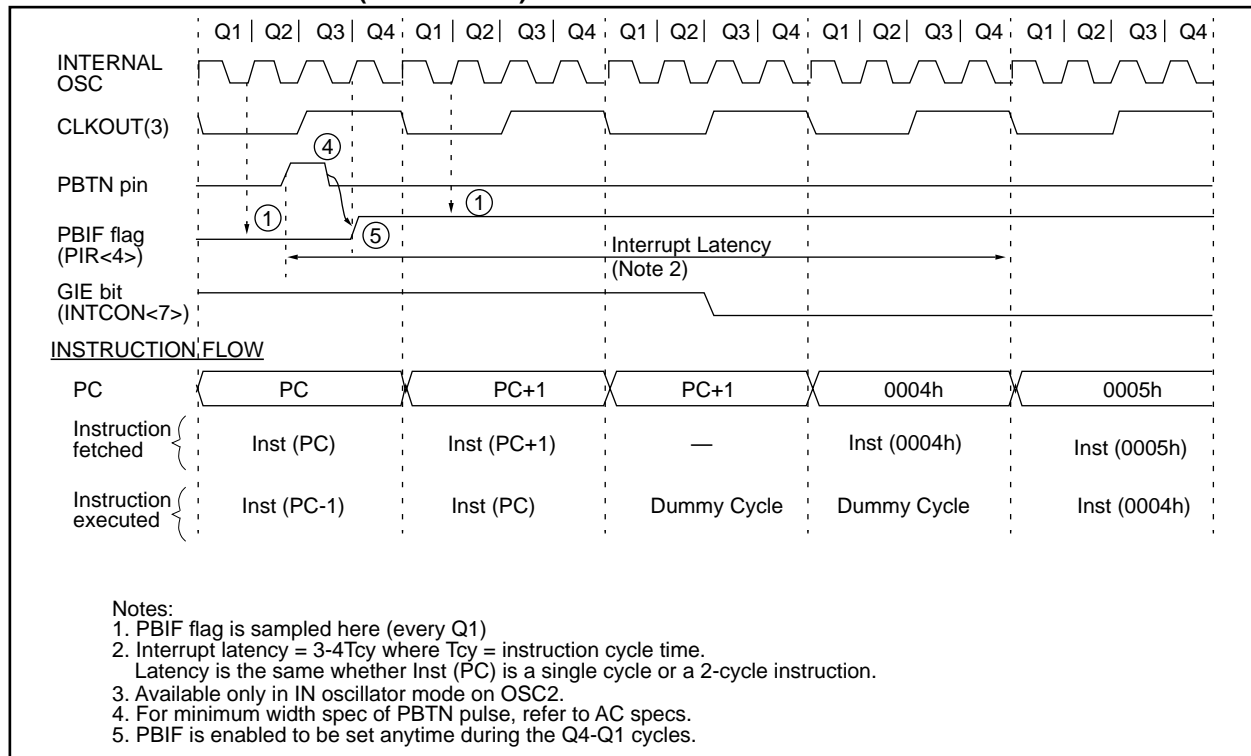 Q1 | Q2 | Q3 | Q4 Q1 | Q2 | Q3 | Q4 Q1 | Q2 | Q3 | Q4 Q1 | Q2 | Q3 | Q4 Q1 | Q2 | Q3 | Q4
INTERNAL
OSC
CLKOUT(3)
4
PBTN pin
1 1
PBIF flag
(PIR<4>)
5
Interrupt Latency
(Note 2)
GIE bit
(INTCON<7>)
INSTRUCTION FLOW
PC PC PC+1 PC+1 0004h 0005h
Instruction
fetched
Inst (PC) Inst (PC+1) — Inst (0004h) Inst (0005h)
Instruction
executed
Inst (PC-1) Inst (PC) Dummy Cycle Dummy Cycle Inst (0004h)
Notes:
1. PBIF flag is sampled here (every Q1)
2. Interrupt latency = 3-4Tcy where Tcy = instruction cycle time.
Latency is the same whether Inst (PC) is a single cycle or a 2-cycle instruction.
3. Available only in IN oscillator mode on OSC2.
4. For minimum width spec of PBTN pulse, refer to AC specs.
5. PBIF is enabled to be set anytime during the Q4-Q1 cycles.